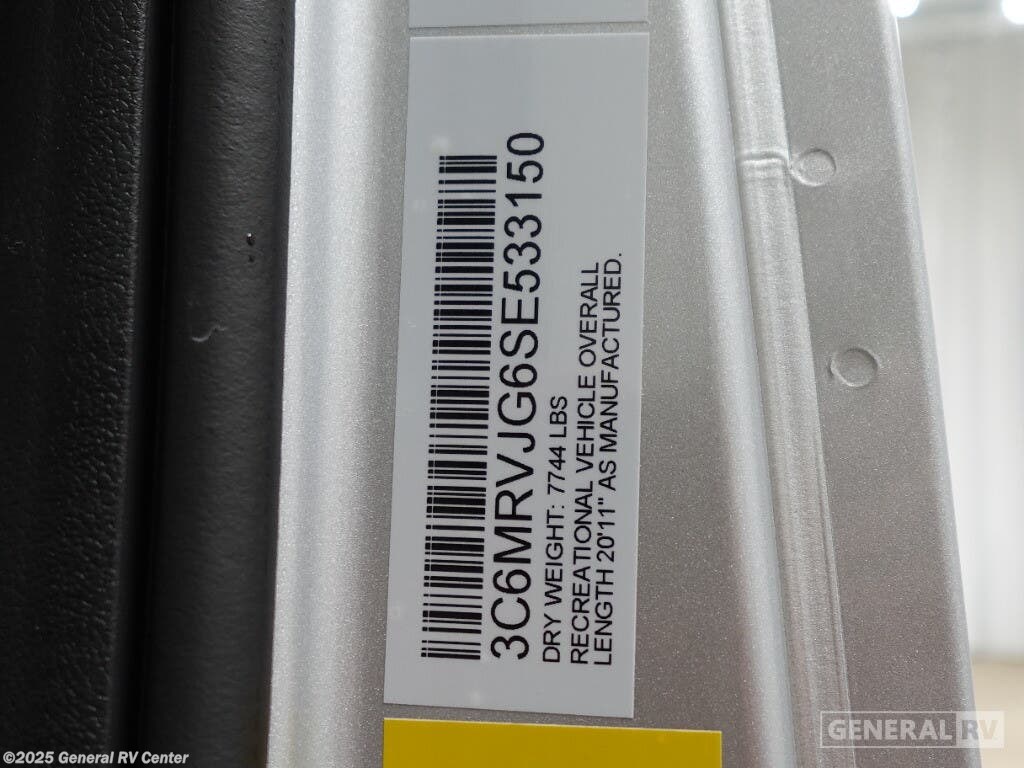 3C6MRVJG6SE533150
DRY WEIGHT: 7744 LBS
RECREATIONAL VEHICLE OVERALL
LENGTH 20'11" AS MANUFACTURED.
GENERAL RV
©2025 General RV Center